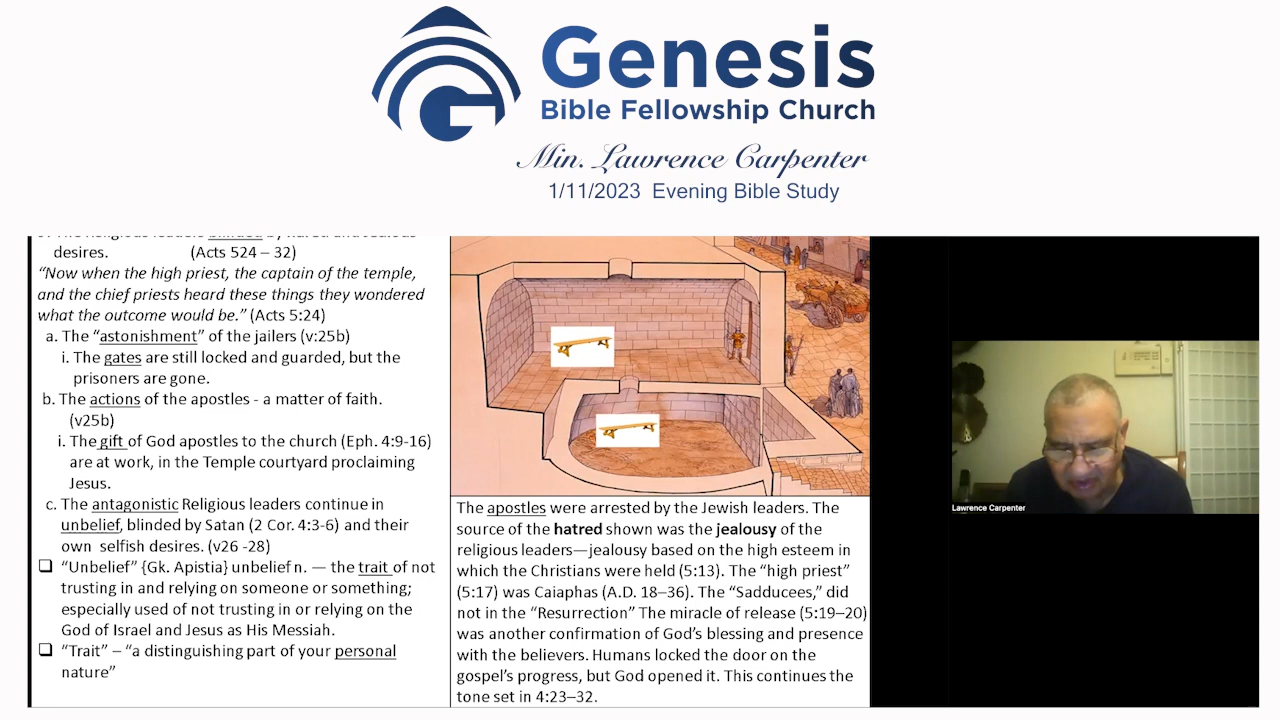 Genesis
Bible Fellowship Church
Min. Lawrence Carpenter
1/11/2023 Evening Bible Study
desires. (Acts 524 – 32)
“Now when the high priest, the captain of the temple,
and the chief priests heard these things they wondered
what the outcome would be.” (Acts 5:24)
a. The “astonishment” of the jailers (v:25b)
i. The gates are still locked and guarded, but the
prisoners are gone.
b. The actions of the apostles - a matter of faith.
(v25b)
i. The gift of God apostles to the church (Eph. 4:9-16)
are at work, in the Temple courtyard proclaiming
Jesus.
c. The antagonistic Religious leaders continue in
unbelief, blinded by Satan (2 Cor. 4:3-6) and their
own selfish desires. (v26 -28)
❑ “Unbelief” {Gk. Apistia} unbelief n. — the trait of not
trusting in and relying on someone or something;
especially used of not trusting in or relying on the
God of Israel and Jesus as His Messiah.
❑ “Trait” – “a distinguishing part of your personal
nature”
The apostles were arrested by the Jewish leaders. The
source of the hatred shown was the jealousy of the
religious leaders—jealousy based on the high esteem in
which the Christians were held (5:13). The “high priest”
(5:17) was Caiaphas (A.D. 18–36). The “Sadducees,” did
not in the “Resurrection” The miracle of release (5:19–20)
was another confirmation of God’s blessing and presence
with the believers. Humans locked the door on the
gospel’s progress, but God opened it. This continues the
tone set in 4:23–32.
Lawrence Carpenter